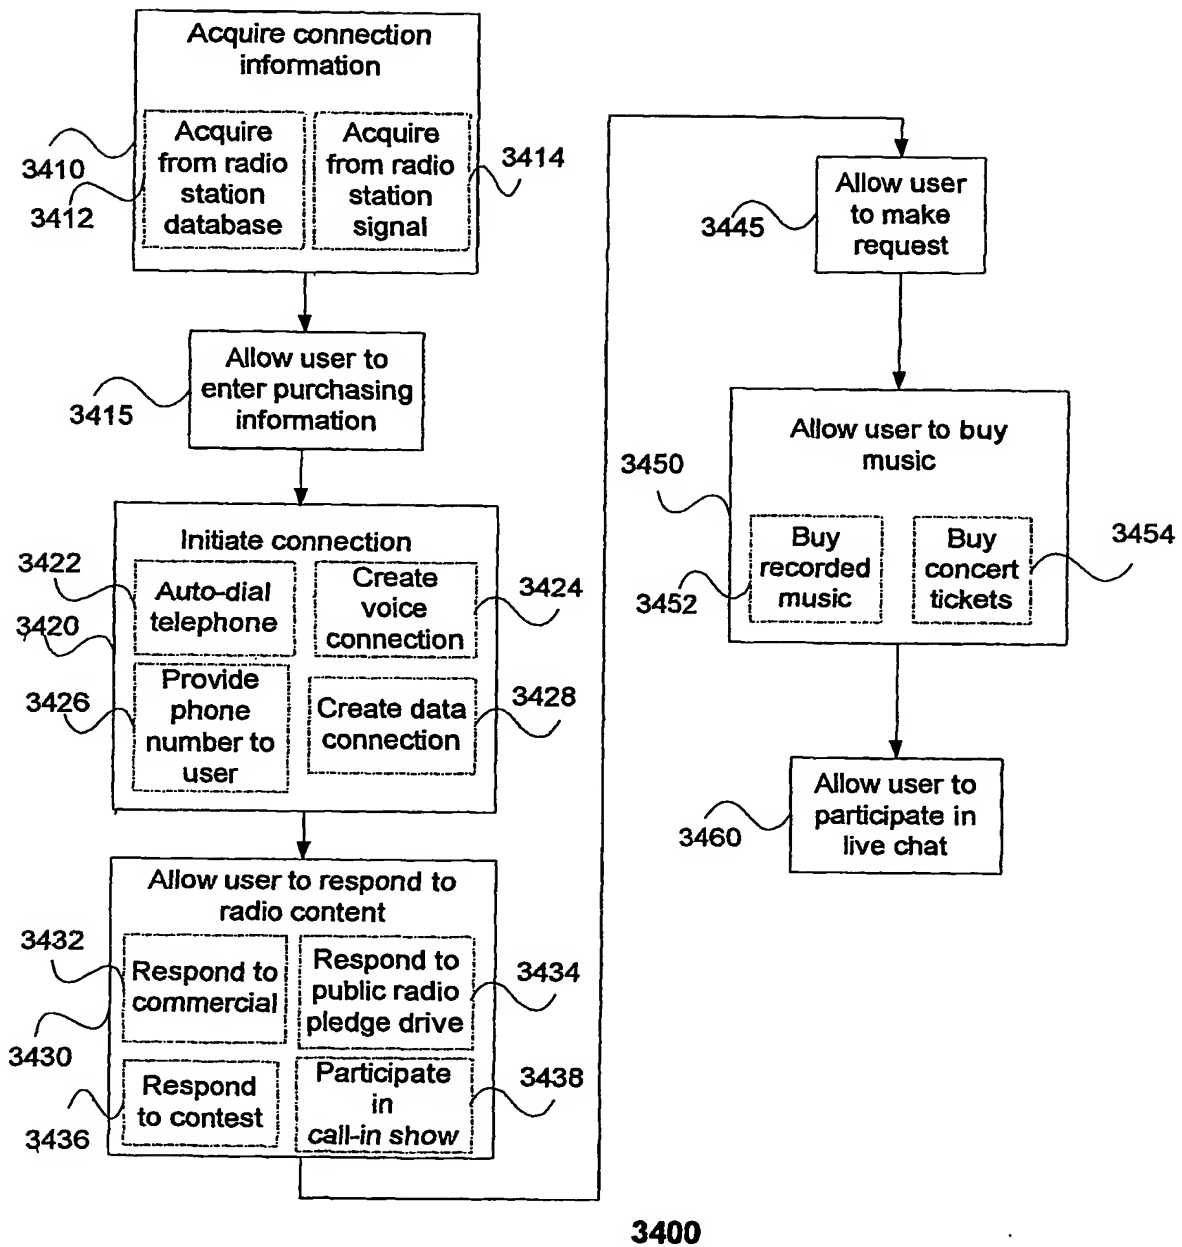 Acquire connection
information
Acquire
from radio
station
database
Acquire
from radio
station
signal
3410
3412
3414
Allow user to
enter purchasing
information
3415
Initiate connection
Auto-dial
telephone
Create
voice
connection
Provide
phone
number to
user
Create data
connection
3422
3420
3424
3426
3428
Allow user to respond to
radio content
Respond to
commercial
Respond to
public radio
pledge drive
Respond
to contest
Participate
in
call-in show
3432
3430
3434
3436
3438
Allow user
to make
request
3445
Allow user to buy
music
Buy
recorded
music
Buy
concert
tickets
3450
3452
3454
Allow user to
participate in
live chat
3460
3400